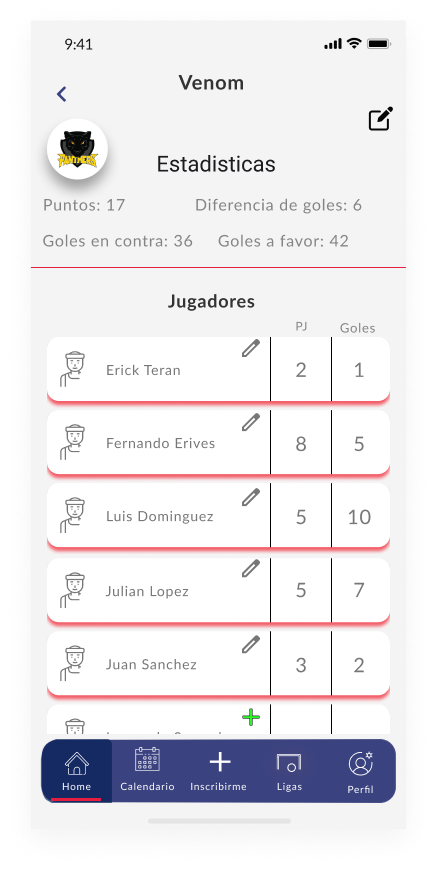 9:41
Venom
PANTHERS
Estadisticas
Puntos: 17 Diferencia de goles: 6
Goles en contra: 36 Goles a favor: 42
Jugadores
PJ Goles
Erick Teran 2 1
Fernando Erives 8 5
Luis Dominguez 5 10
Julian Lopez 5 7
Juan Sanchez 3 2
Home Calendario Inscribirme Ligas Perfil